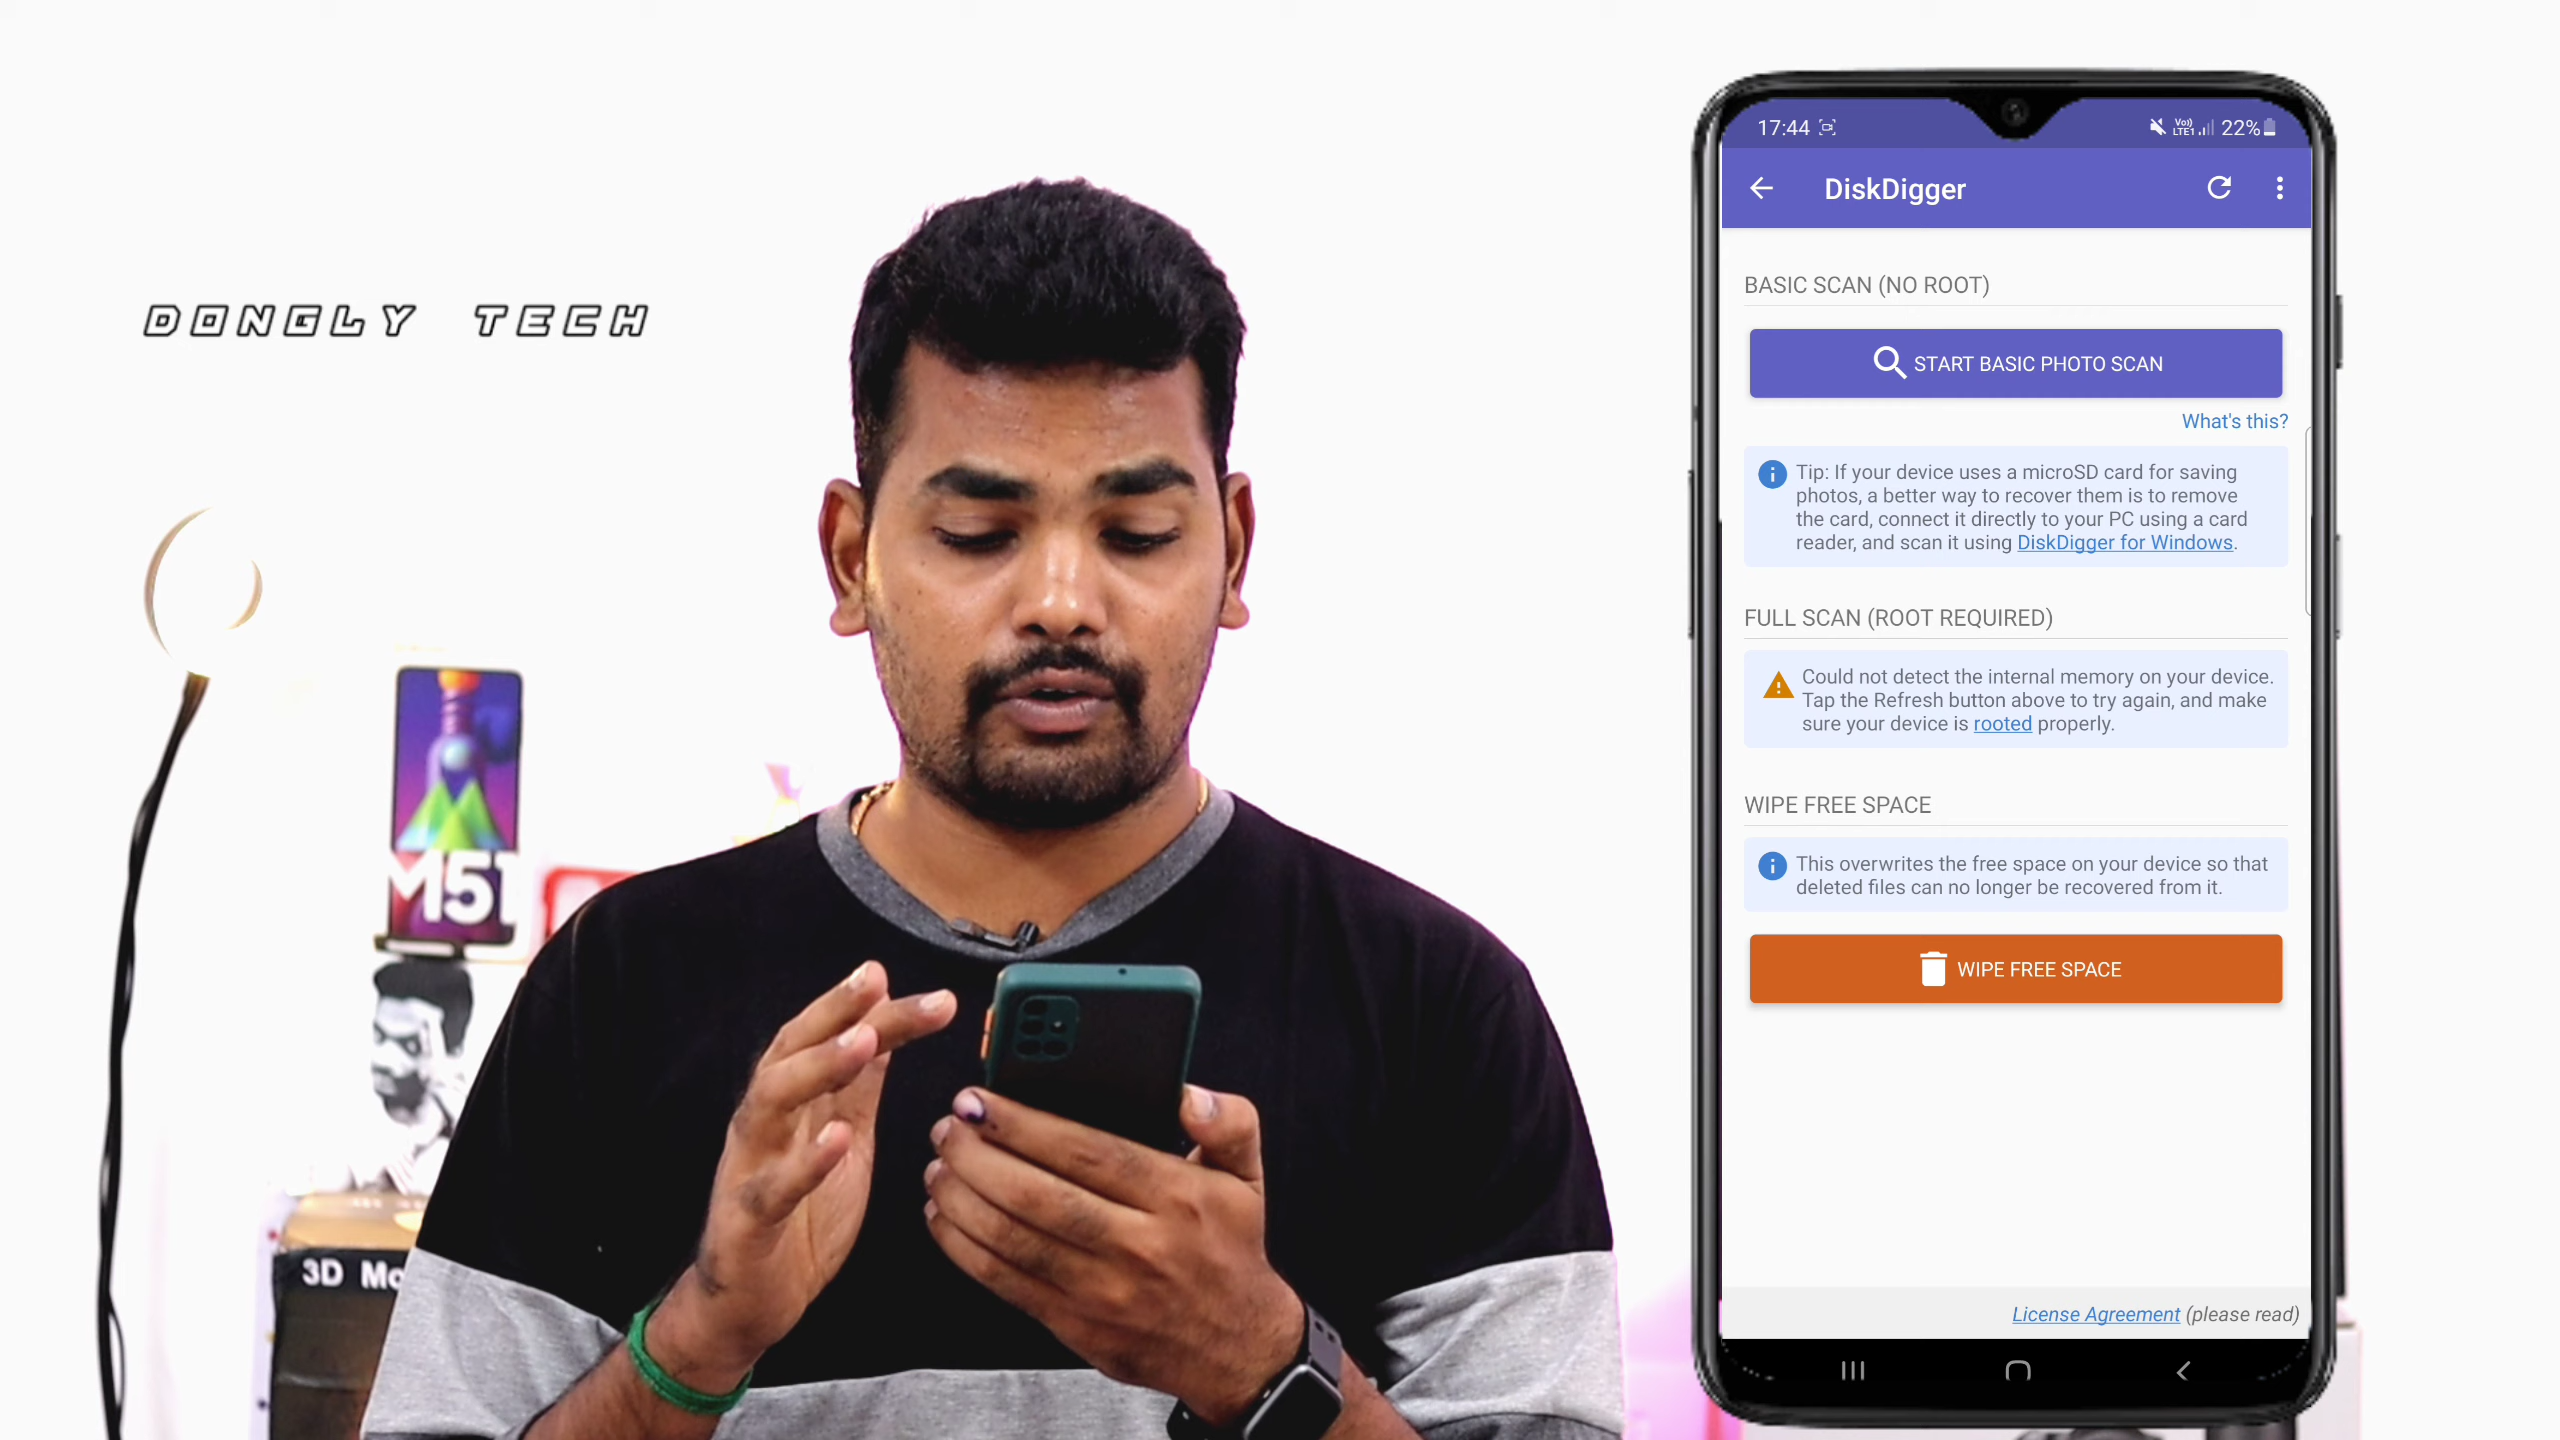 DONGLY TECH
M51
3D Mo
17:44
Vo)) LTE1 22%
DiskDigger
BASIC SCAN (NO ROOT)
START BASIC PHOTO SCAN
What's this?
Tip: If your device uses a microSD card for saving
photos, a better way to recover them is to remove
the card, connect it directly to your PC using a card
reader, and scan it using DiskDigger for Windows.
FULL SCAN (ROOT REQUIRED)
Could not detect the internal memory on your device.
Tap the Refresh button above to try again, and make
sure your device is rooted properly.
WIPE FREE SPACE
This overwrites the free space on your device so that
deleted files can no longer be recovered from it.
WIPE FREE SPACE
License Agreement (please read)